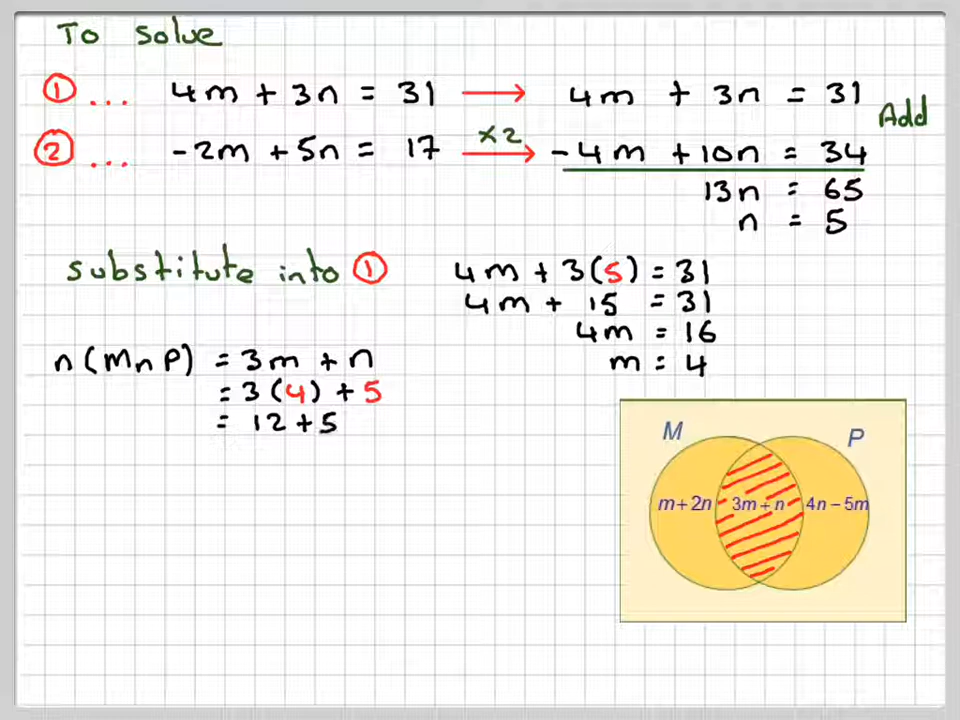 To solve
① ... 4m + 3n = 31 → 4m + 3n = 31
Add
② ... -2m + 5n = 17 ×2 → -4m + 10n = 34
13n = 65
n = 5
substitute into ① 4m + 3(5) = 31
4m + 15 = 31
4m = 16
m = 4
n(M∩P) = 3m + n
= 3(4) + 5
= 12 + 5
M P
m+2n 3m+n 4n−5m